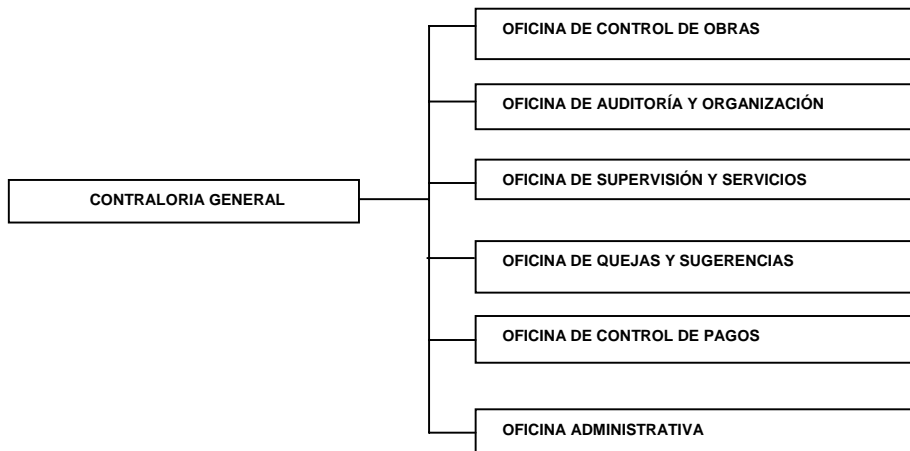 OFICINA DE CONTROL DE OBRAS
OFICINA DE AUDITORÍA Y ORGANIZACIÓN
OFICINA DE SUPERVISIÓN Y SERVICIOS
CONTRALORIA GENERAL
OFICINA DE QUEJAS Y SUGERENCIAS
OFICINA DE CONTROL DE PAGOS
OFICINA ADMINISTRATIVA